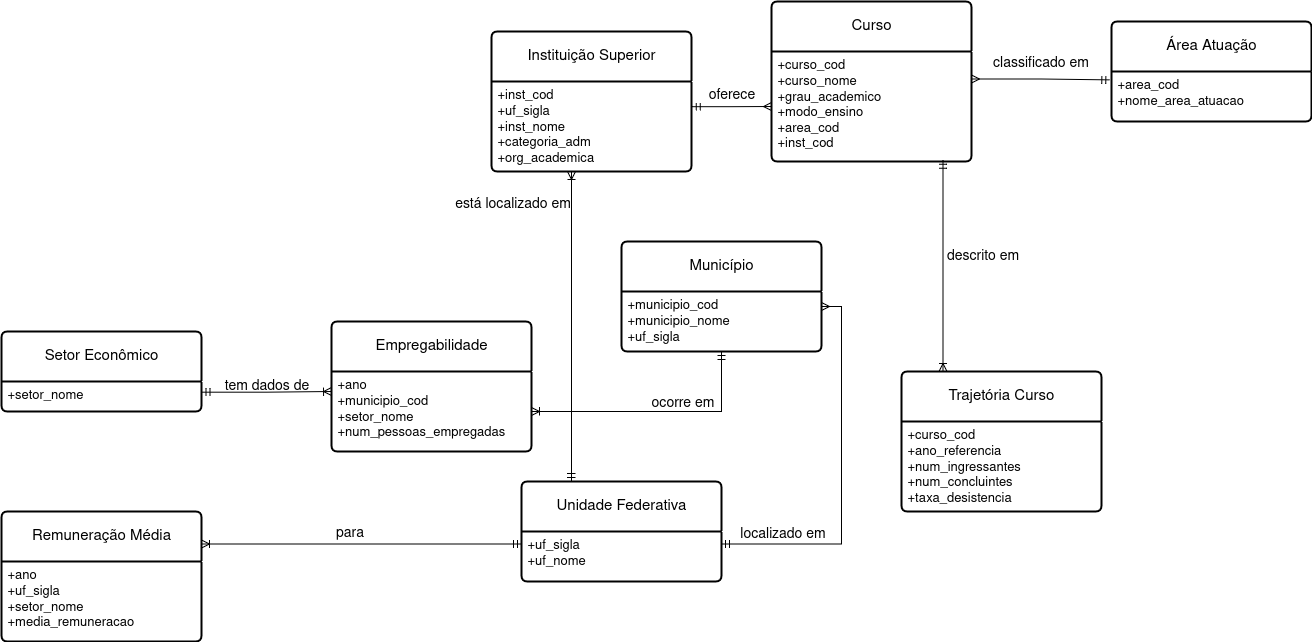 Curso
+curso_cod
+curso_nome
+grau_academico
+modo_ensino
+area_cod
+inst_cod
classificado em
Área Atuação
+area_cod
+nome_area_atuacao
Instituição Superior
+inst_cod
+uf_sigla
+inst_nome
+categoria_adm
+org_academica
oferece
está localizado em
descrito em
Município
+municipio_cod
+municipio_nome
+uf_sigla
Setor Econômico
+setor_nome
tem dados de
Empregabilidade
+ano
+municipio_cod
+setor_nome
+num_pessoas_empregadas
ocorre em
Trajetória Curso
+curso_cod
+ano_referencia
+num_ingressantes
+num_concluintes
+taxa_desistencia
Remuneração Média
+ano
+uf_sigla
+setor_nome
+media_remuneracao
para
Unidade Federativa
+uf_sigla
+uf_nome
localizado em